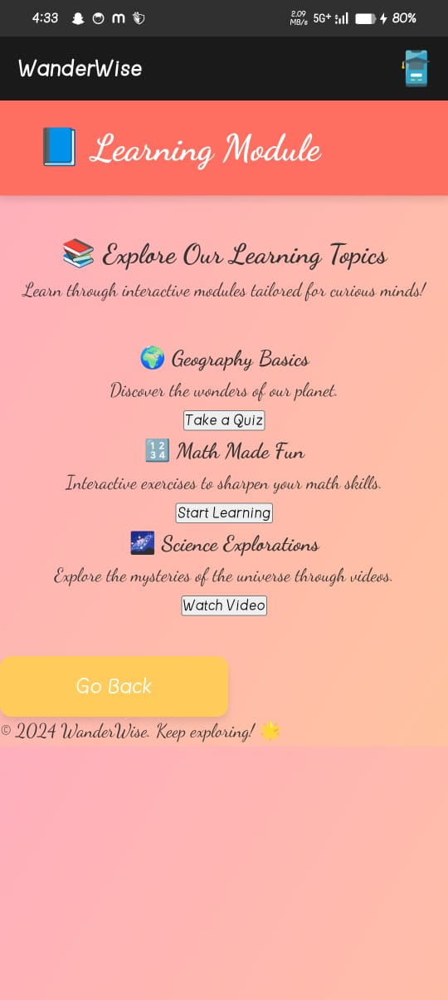 4:33 2.09 MB/s 5G+ 80%
WanderWise
📘 Learning Module
📚 Explore Our Learning Topics
Learn through interactive modules tailored for curious minds!
🌍 Geography Basics
Discover the wonders of our planet.
Take a Quiz
🔢 Math Made Fun
Interactive exercises to sharpen your math skills.
Start Learning
🌌 Science Explorations
Explore the mysteries of the universe through videos.
Watch Video
Go Back
© 2024 WanderWise. Keep exploring! 🌟